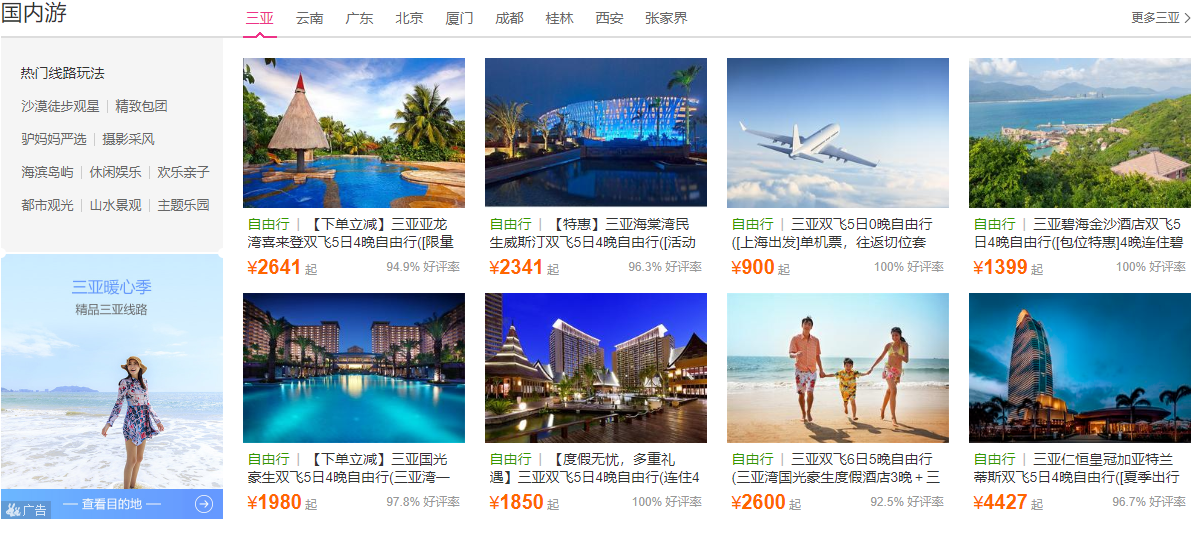 国内游
三亚 云南 广东 北京 厦门 成都 桂林 西安 张家界
更多三亚 >
热门线路玩法
沙漠徒步观星 | 精致包团
驴妈妈严选 | 摄影采风
海滨岛屿 | 休闲娱乐 | 欢乐亲子
都市观光 | 山水景观 | 主题乐园
三亚暖心季
精品三亚线路
查看目的地
广告
自由行 | 【下单立减】三亚亚龙
湾喜来登双飞5日4晚自由行([限量
¥2641 起 94.9% 好评率
自由行 | 【特惠】三亚海棠湾民
生威斯汀双飞5日4晚自由行([活动
¥2341 起 96.3% 好评率
自由行 | 三亚双飞5日0晚自由行
([上海出发]单机票，往返切位套
¥900 起 100% 好评率
自由行 | 三亚碧海金沙酒店双飞5
日4晚自由行([包位特惠]4晚连住碧
¥1399 起 100% 好评率
自由行 | 【下单立减】三亚国光
豪生双飞5日4晚自由行(三亚湾一
¥1980 起 97.8% 好评率
自由行 | 【度假无忧，多重礼
遇】三亚双飞5日4晚自由行(连住4
¥1850 起 100% 好评率
自由行 | 三亚双飞6日5晚自由行
(三亚湾国光豪生度假酒店3晚＋三
¥2600 起 92.5% 好评率
自由行 | 三亚仁恒皇冠加亚特兰
蒂斯双飞5日4晚自由行([夏季出行
¥4427 起 96.7% 好评率